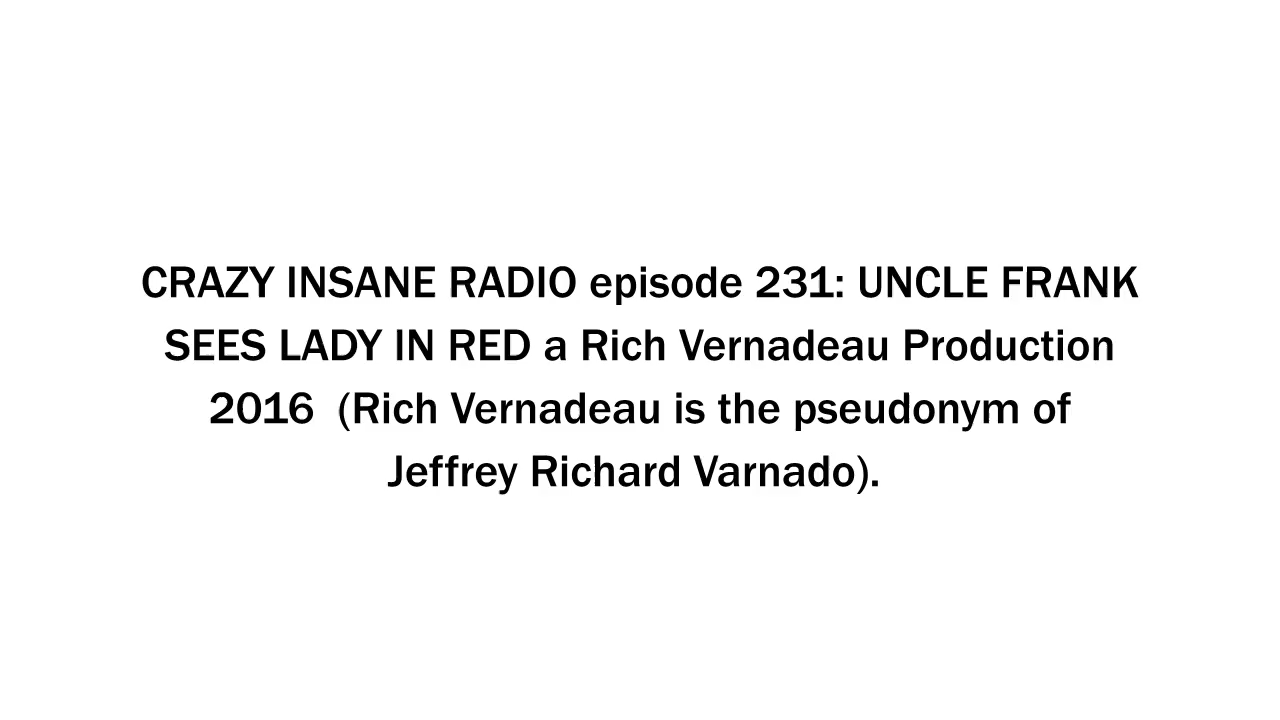 CRAZY INSANE RADIO episode 231: UNCLE FRANK
SEES LADY IN RED a Rich Vernadeau Production
2016  (Rich Vernadeau is the pseudonym of
Jeffrey Richard Varnado).